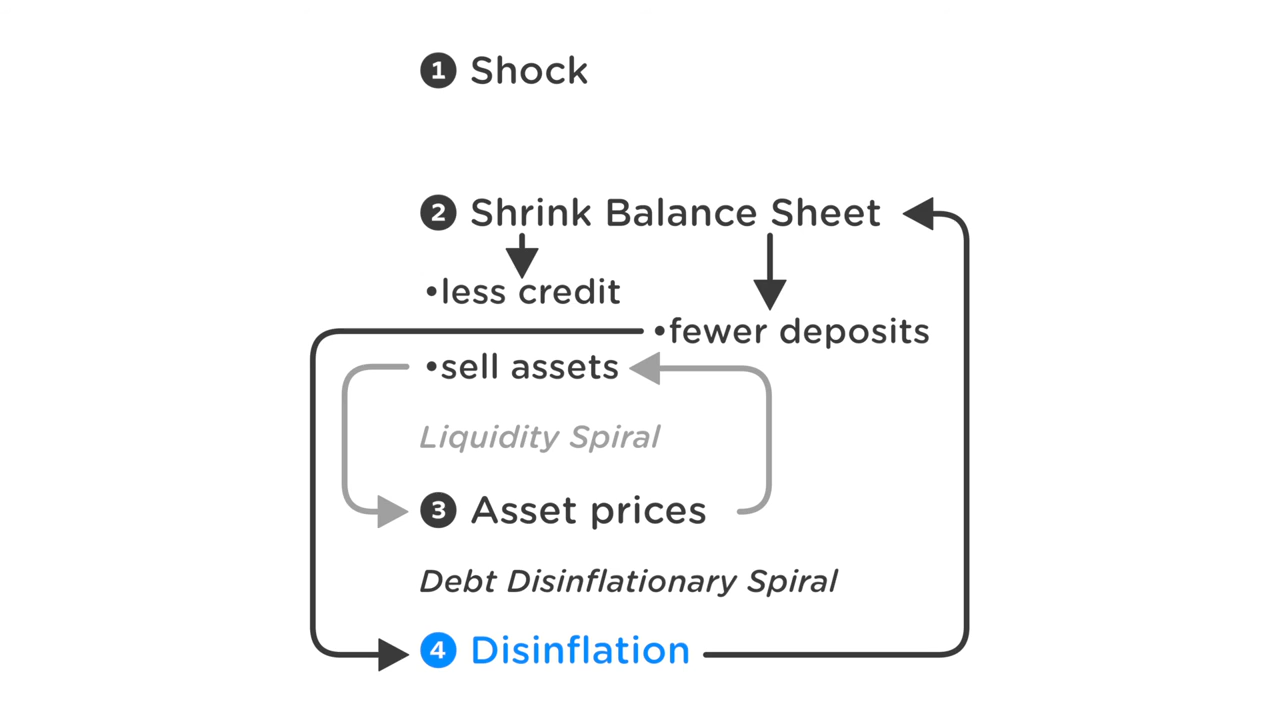 1 Shock
2 Shrink Balance Sheet
•less credit
•fewer deposits
•sell assets
Liquidity Spiral
3 Asset prices
Debt Disinflationary Spiral
4 Disinflation